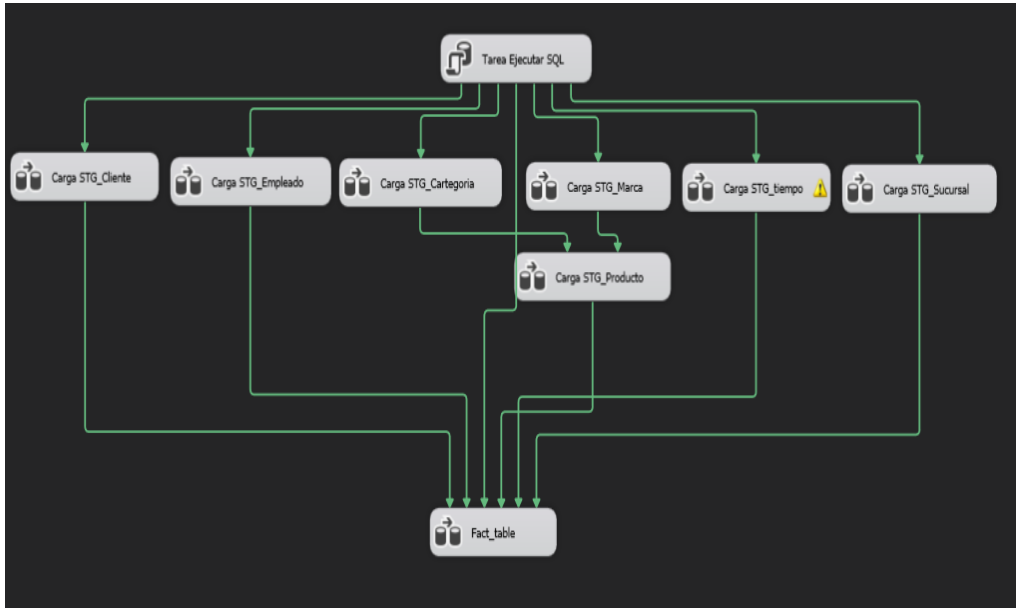 Tarea Ejecutar SQL
Carga STG_Cliente
Carga STG_Empleado
Carga STG_Cartegoria
Carga STG_Marca
Carga STG_tiempo
Carga STG_Sucursal
Carga STG_Producto
Fact_table